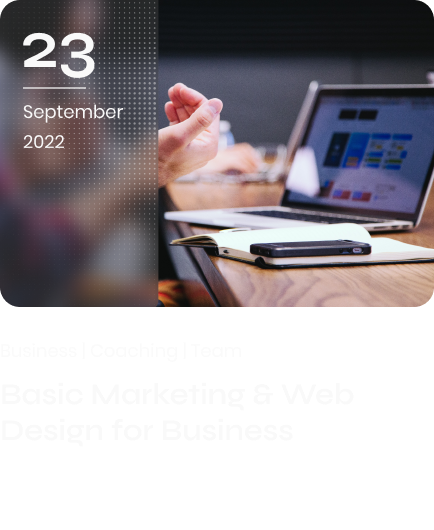 23
September
2022
Business | Coaching | Team
Basic Marketing & Web
Design for Business